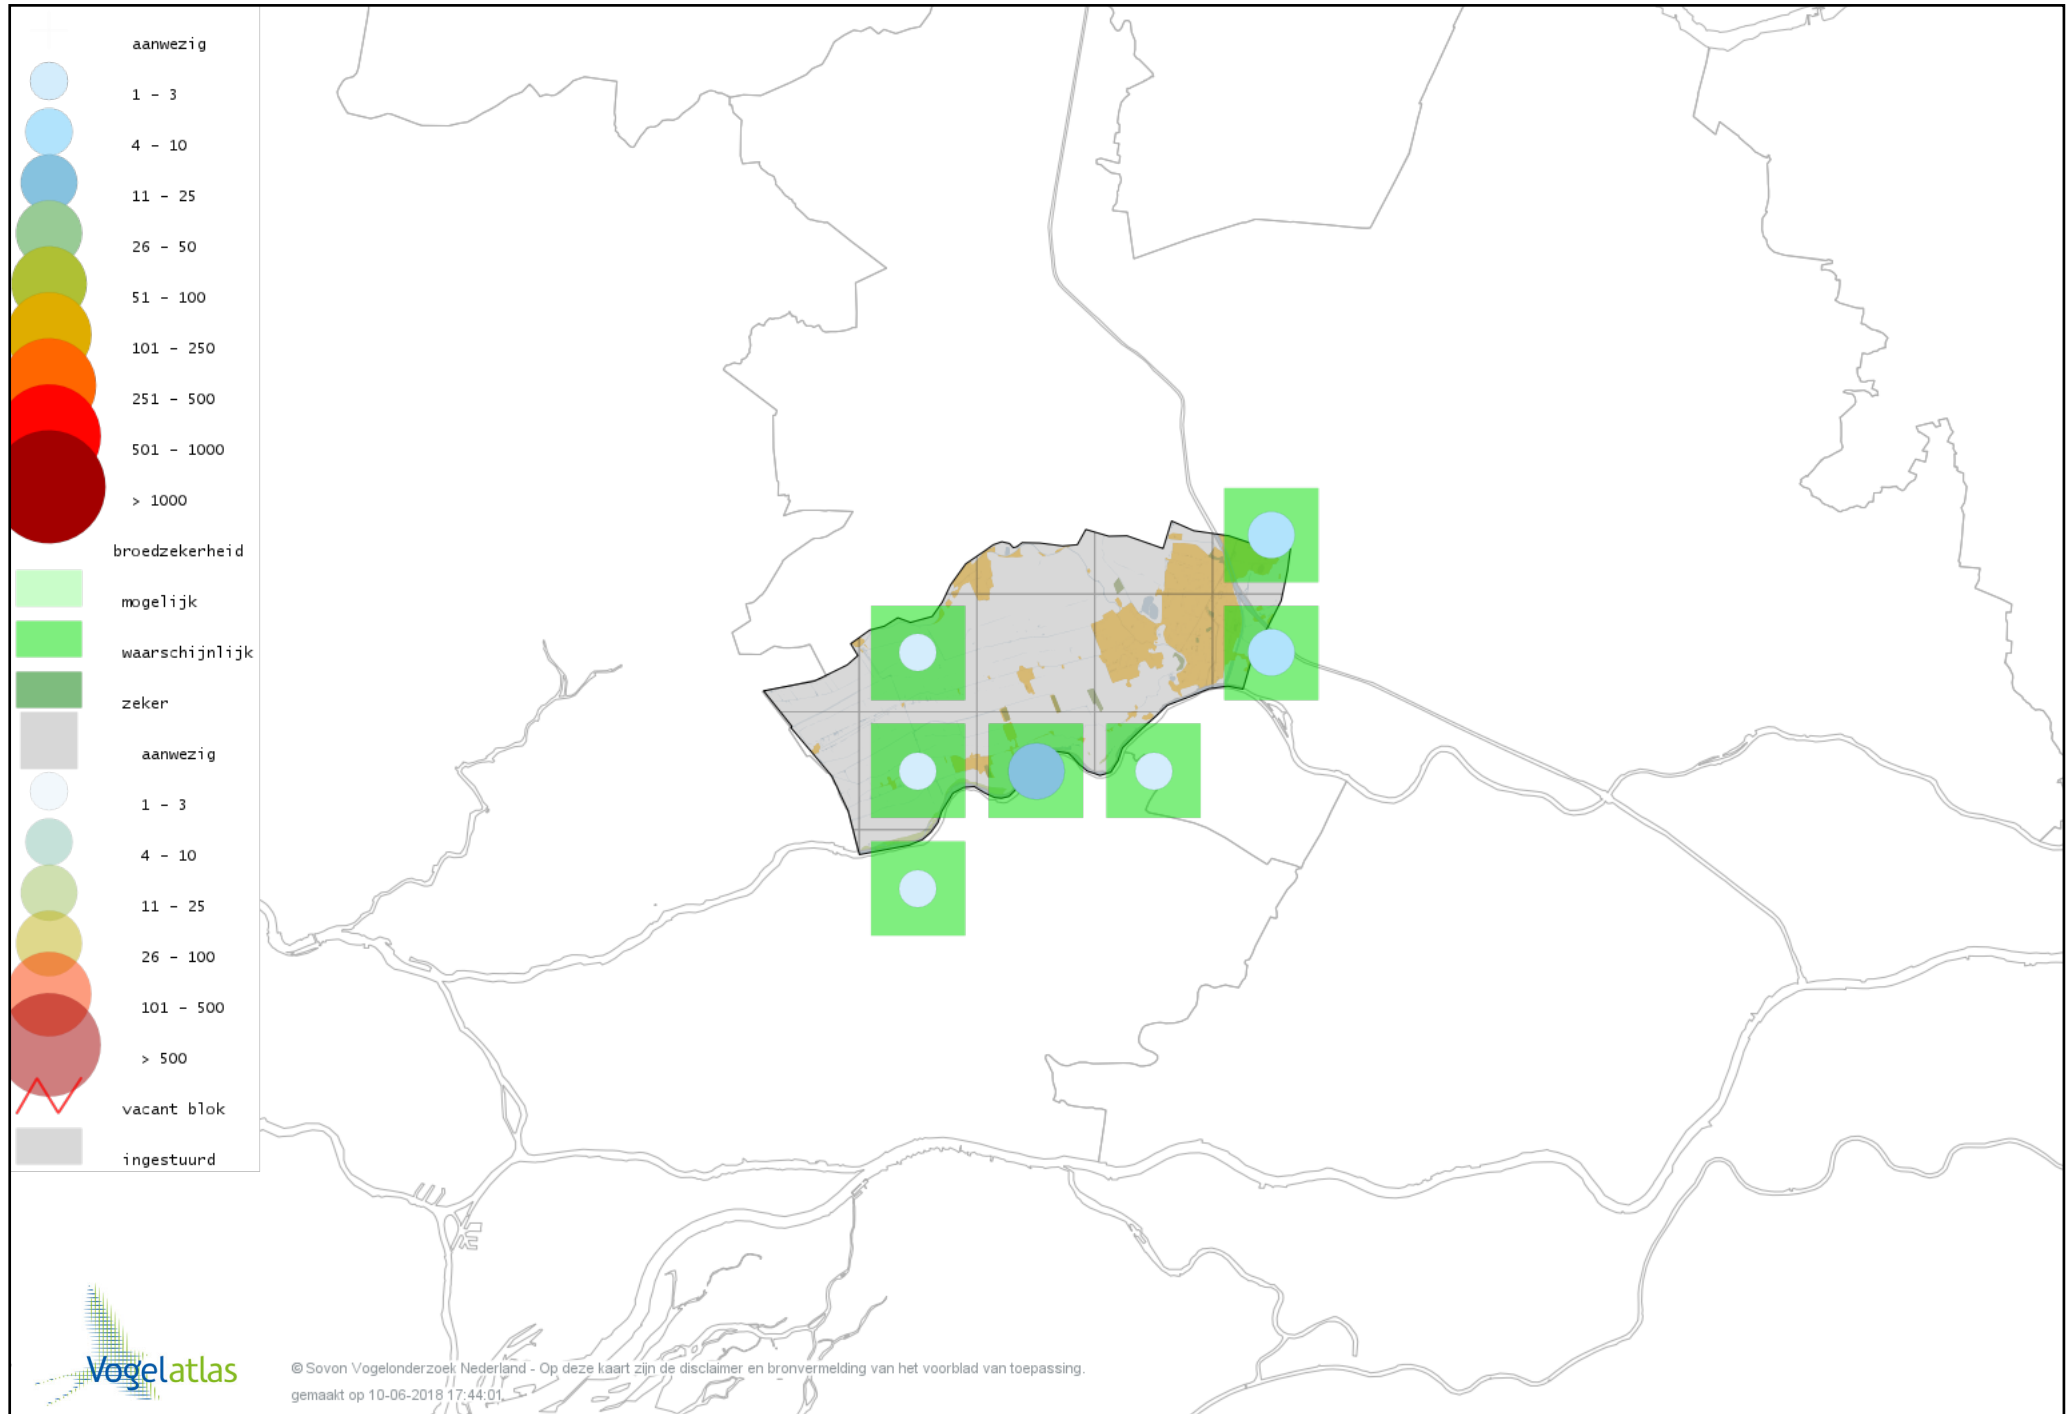 aanwezig
1 - 3
4 - 10
11 - 25
26 - 50
51 - 100
101 - 250
251 - 500
501 - 1000
> 1000
broedzekerheid
mogelijk
waarschijnlijk
zeker
aanwezig
1 - 3
4 - 10
11 - 25
26 - 100
101 - 500
> 500
vacant blok
ingestuurd
Vogelatlas
© Sovon Vogelonderzoek Nederland - Op deze kaart zijn de disclaimer en bronvermelding van het voorblad van toepassing.
gemaakt op 10-06-2018 17:44:01